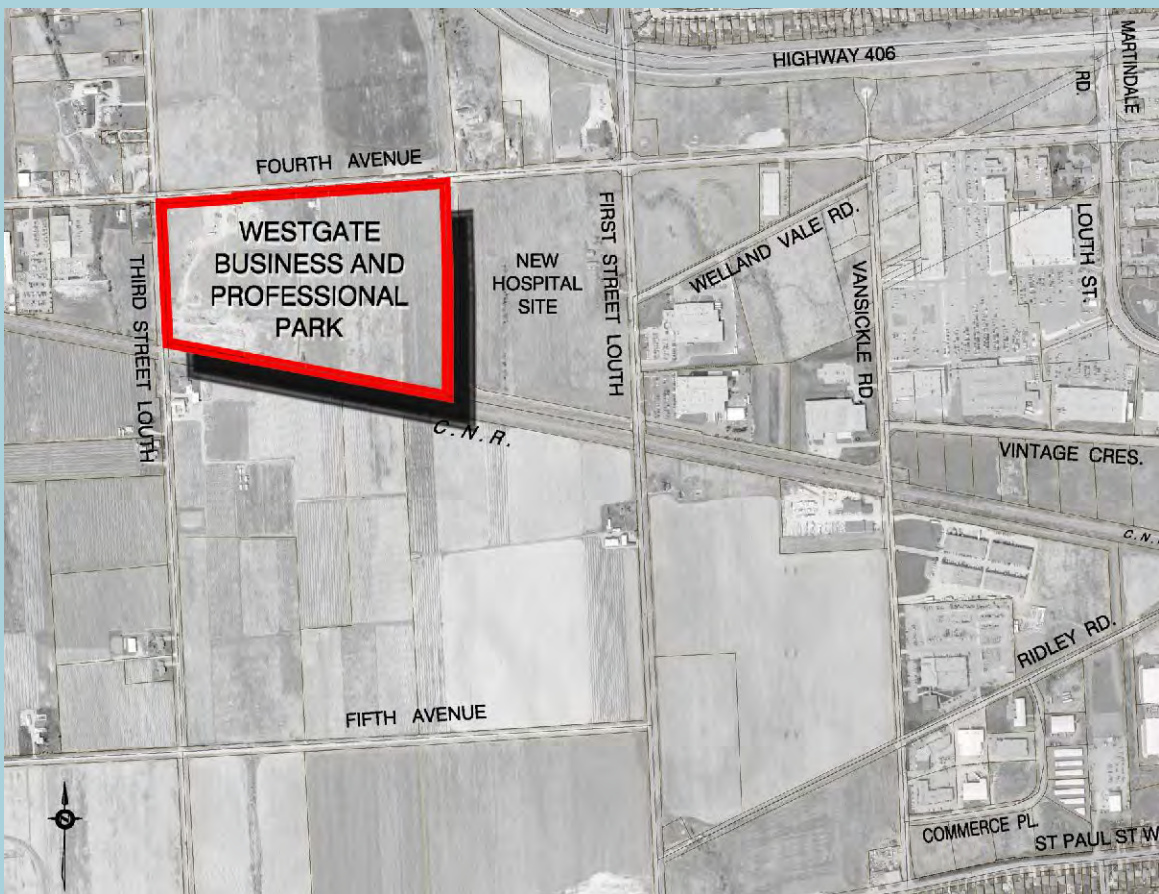 HIGHWAY 406
MARTINDALE
RD.
FOURTH AVENUE
WESTGATE
BUSINESS AND
PROFESSIONAL
PARK
NEW
HOSPITAL
SITE
THIRD STREET LOUTH
FIRST STREET LOUTH
WELLAND VALE RD.
VANSICKLE RD.
LOUTH ST.
C.N.R.
VINTAGE CRES.
C.N.
RIDLEY RD.
FIFTH AVENUE
COMMERCE PL.
ST PAUL ST W